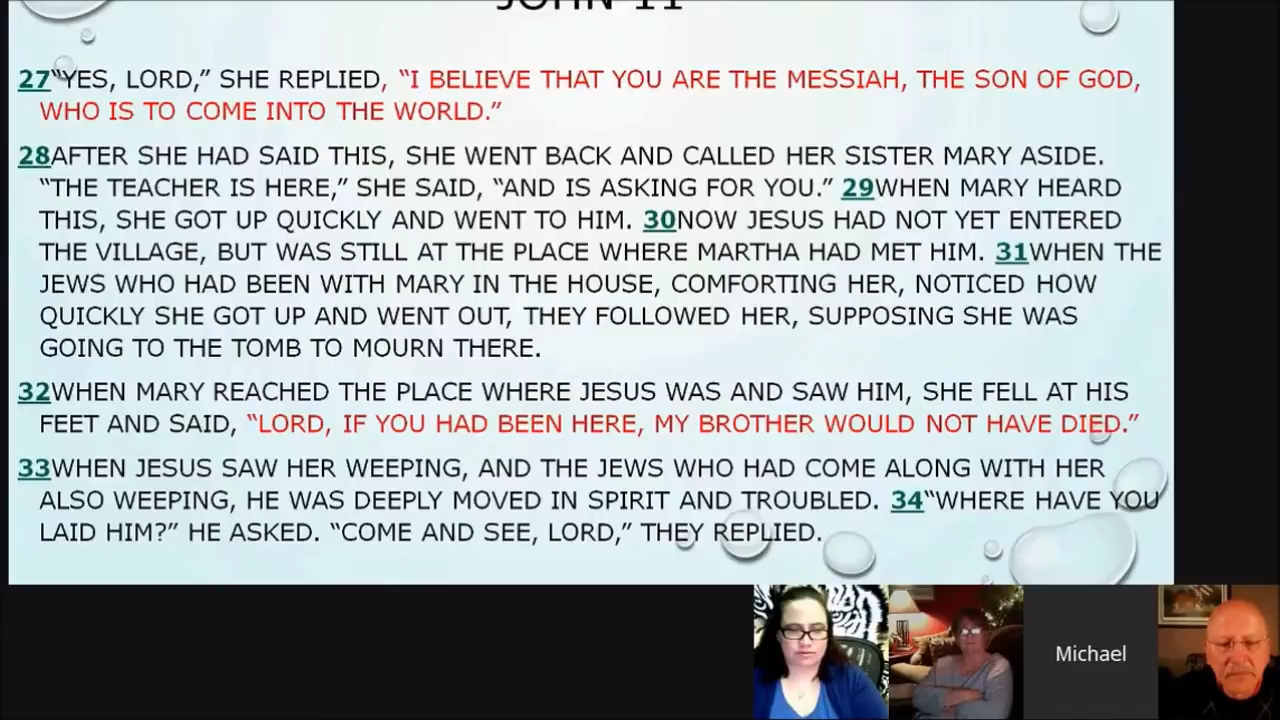 JOHN 11
27“YES, LORD,” SHE REPLIED, “I BELIEVE THAT YOU ARE THE MESSIAH, THE SON OF GOD,
WHO IS TO COME INTO THE WORLD.”
28AFTER SHE HAD SAID THIS, SHE WENT BACK AND CALLED HER SISTER MARY ASIDE.
“THE TEACHER IS HERE,” SHE SAID, “AND IS ASKING FOR YOU.” 29WHEN MARY HEARD
THIS, SHE GOT UP QUICKLY AND WENT TO HIM. 30NOW JESUS HAD NOT YET ENTERED
THE VILLAGE, BUT WAS STILL AT THE PLACE WHERE MARTHA HAD MET HIM. 31WHEN THE
JEWS WHO HAD BEEN WITH MARY IN THE HOUSE, COMFORTING HER, NOTICED HOW
QUICKLY SHE GOT UP AND WENT OUT, THEY FOLLOWED HER, SUPPOSING SHE WAS
GOING TO THE TOMB TO MOURN THERE.
32WHEN MARY REACHED THE PLACE WHERE JESUS WAS AND SAW HIM, SHE FELL AT HIS
FEET AND SAID, “LORD, IF YOU HAD BEEN HERE, MY BROTHER WOULD NOT HAVE DIED.”
33WHEN JESUS SAW HER WEEPING, AND THE JEWS WHO HAD COME ALONG WITH HER
ALSO WEEPING, HE WAS DEEPLY MOVED IN SPIRIT AND TROUBLED. 34“WHERE HAVE YOU
LAID HIM?” HE ASKED. “COME AND SEE, LORD,” THEY REPLIED.
Michael